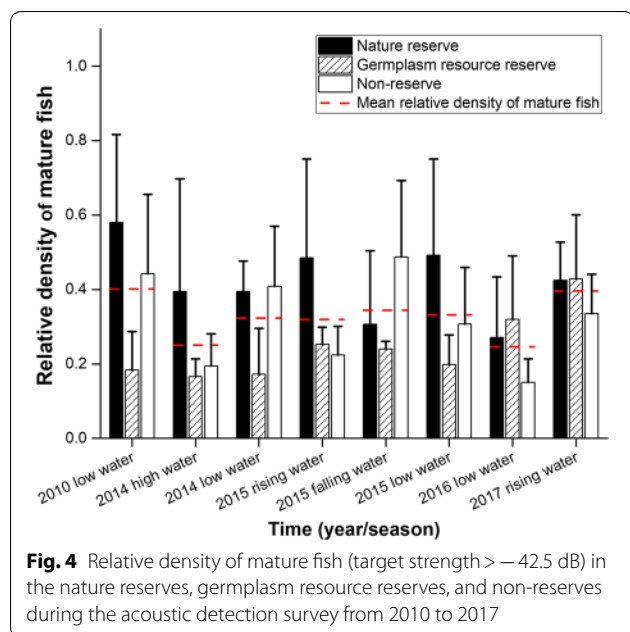 Relative density of mature fish
1.0
0.8
0.6
0.4
0.2
0.0
Nature reserve
Germplasm resource reserve
Non-reserve
Mean relative density of mature fish
2010 low water
2014 high water
2014 low water
2015 rising water
2015 falling water
2015 low water
2016 low water
2017 rising water
Time (year/season)
Fig. 4 Relative density of mature fish (target strength > − 42.5 dB) in
the nature reserves, germplasm resource reserves, and non-reserves
during the acoustic detection survey from 2010 to 2017